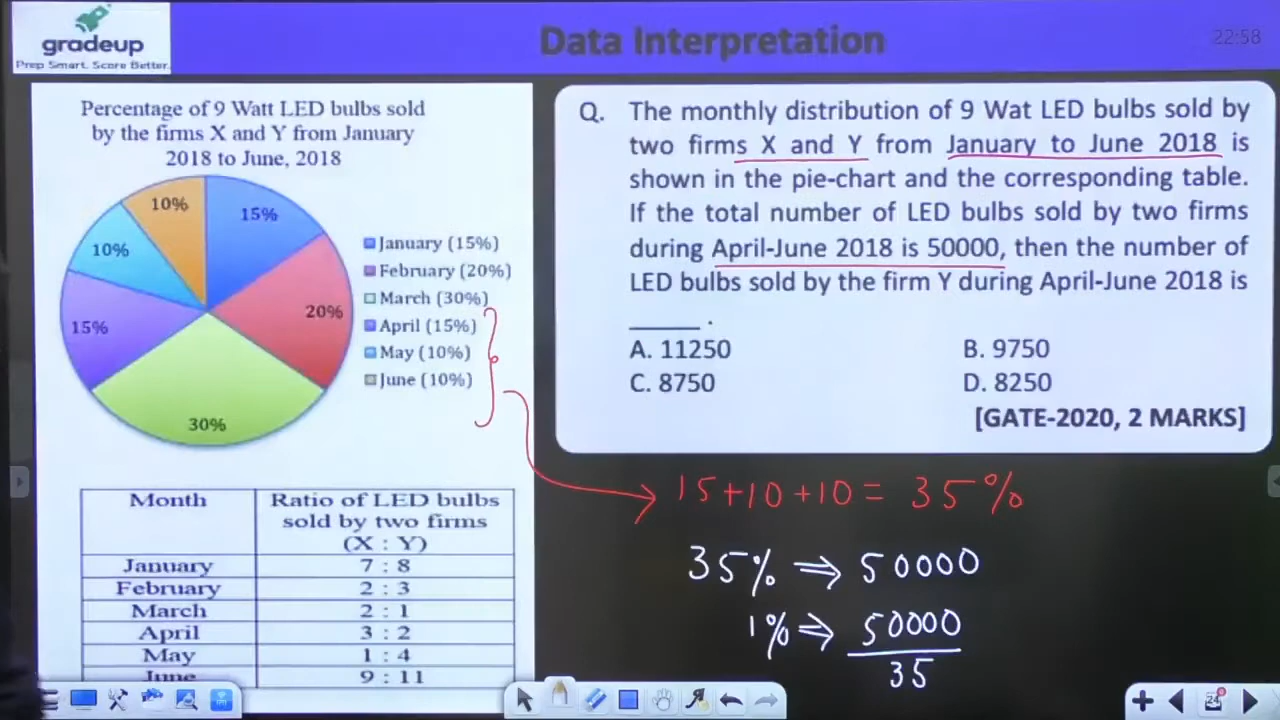 gradeup
Prep Smart. Score Better.
Data Interpretation
22:58
Percentage of 9 Watt LED bulbs sold
by the firms X and Y from January
2018 to June, 2018
10%
15%
10%
20%
15%
30%
January (15%)
February (20%)
March (30%)
April (15%)
May (10%)
June (10%)
Month
Ratio of LED bulbs
sold by two firms
(X : Y)
January 7 : 8
February 2 : 3
March 2 : 1
April 3 : 2
May 1 : 4
June 9 : 11
Q. The monthly distribution of 9 Wat LED bulbs sold by
two firms X and Y from January to June 2018 is
shown in the pie-chart and the corresponding table.
If the total number of LED bulbs sold by two firms
during April-June 2018 is 50000, then the number of
LED bulbs sold by the firm Y during April-June 2018 is
______ .
A. 11250 B. 9750
C. 8750 D. 8250
[GATE-2020, 2 MARKS]
15+10+10 = 35%
35% ⇒ 50000
1% ⇒ 50000
35
24